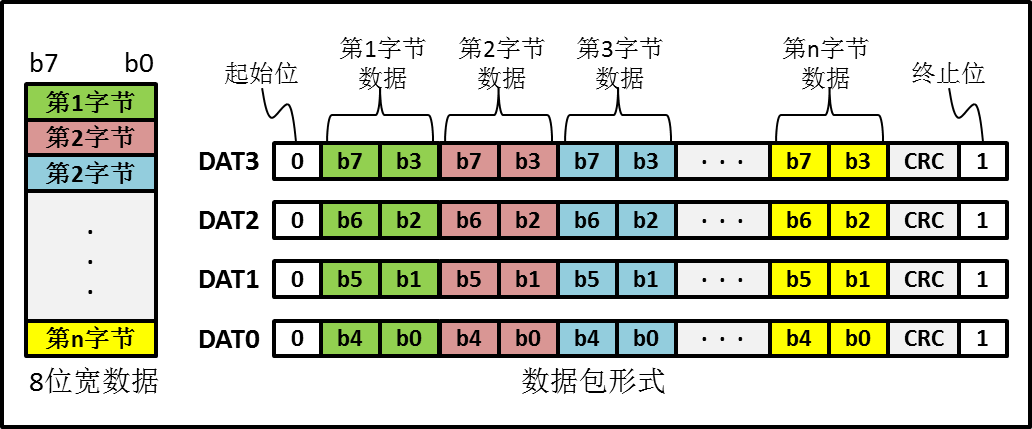 b7 b0
第1字节
第2字节
第2字节
.
.
.
第n字节
8位宽数据
起始位
第1字节
数据
第2字节
数据
第3字节
数据
第n字节
数据
终止位
DAT3 0 b7 b3 b7 b3 b7 b3 · · · b7 b3 CRC 1
DAT2 0 b6 b2 b6 b2 b6 b2 · · · b6 b2 CRC 1
DAT1 0 b5 b1 b5 b1 b5 b1 · · · b5 b1 CRC 1
DAT0 0 b4 b0 b4 b0 b4 b0 · · · b4 b0 CRC 1
数据包形式